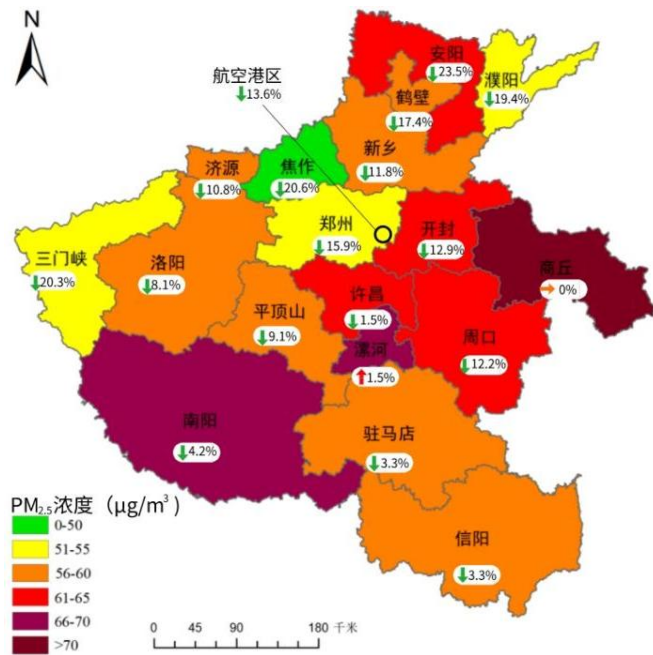 N
安阳
↓23.5%
濮阳
↓19.4%
航空港区
↓13.6%
鹤壁
↓17.4%
新乡
↓11.8%
济源
↓10.8%
焦作
↓20.6%
郑州
↓15.9%
开封
↓12.9%
三门峡
↓20.3%
洛阳
↓8.1%
商丘
→0%
平顶山
↓9.1%
许昌
↓1.5%
周口
↓12.2%
漯河
↑1.5%
南阳
↓4.2%
驻马店
↓3.3%
信阳
↓3.3%
PM2.5浓度 (μg/m³)
0-50
51-55
56-60
61-65
66-70
>70
0 45 90 180 千米